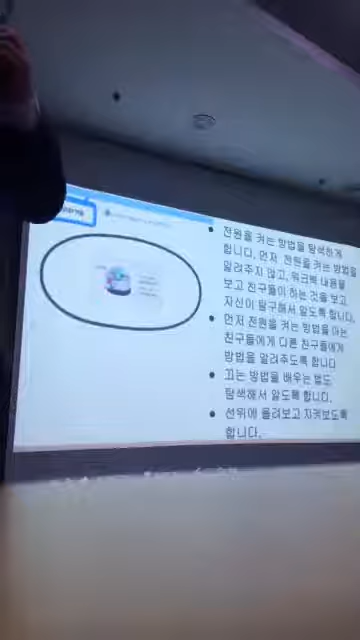 전원을 켜는 방법을 탐색하게
합니다. 먼저 전원을 켜는 방법을
알려주지 않고, 워크북 내용을
보고 친구들이 하는 것을 보고
자신이 탐구해서 알도록 합니다.
먼저 전원을 켜는 방법을 아는
친구들에게 다른 친구들에게
방법을 알려주도록 합니다
끄는 방법을 배우는 법도
탐색해서 알도록 합니다.
선위에 올려보고 지켜보도록
합니다.